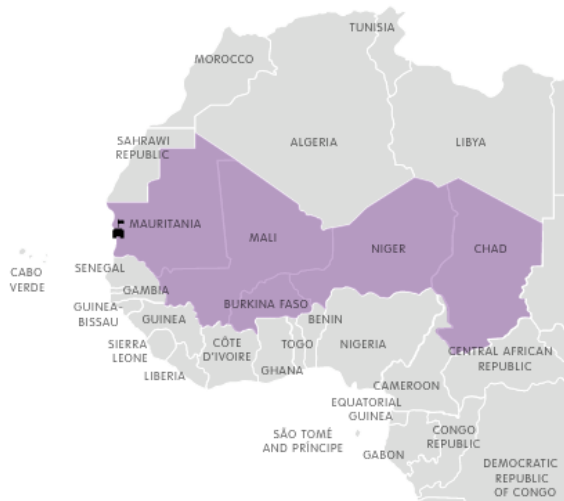 TUNISIA
MOROCCO
ALGERIA
LIBYA
SAHRAWI
REPUBLIC
MAURITANIA
MALI
NIGER
CHAD
CABO
VERDE
SENEGAL
GAMBIA
GUINEA-
BISSAU
GUINEA
BURKINA FASO
BENIN
SIERRA
LEONE
CÔTE
D'IVOIRE
TOGO
NIGERIA
GHANA
LIBERIA
CENTRAL AFRICAN
REPUBLIC
CAMEROON
EQUATORIAL
GUINEA
SÃO TOMÉ
AND PRÍNCIPE
GABON
CONGO
REPUBLIC
DEMOCRATIC
REPUBLIC
OF CONGO